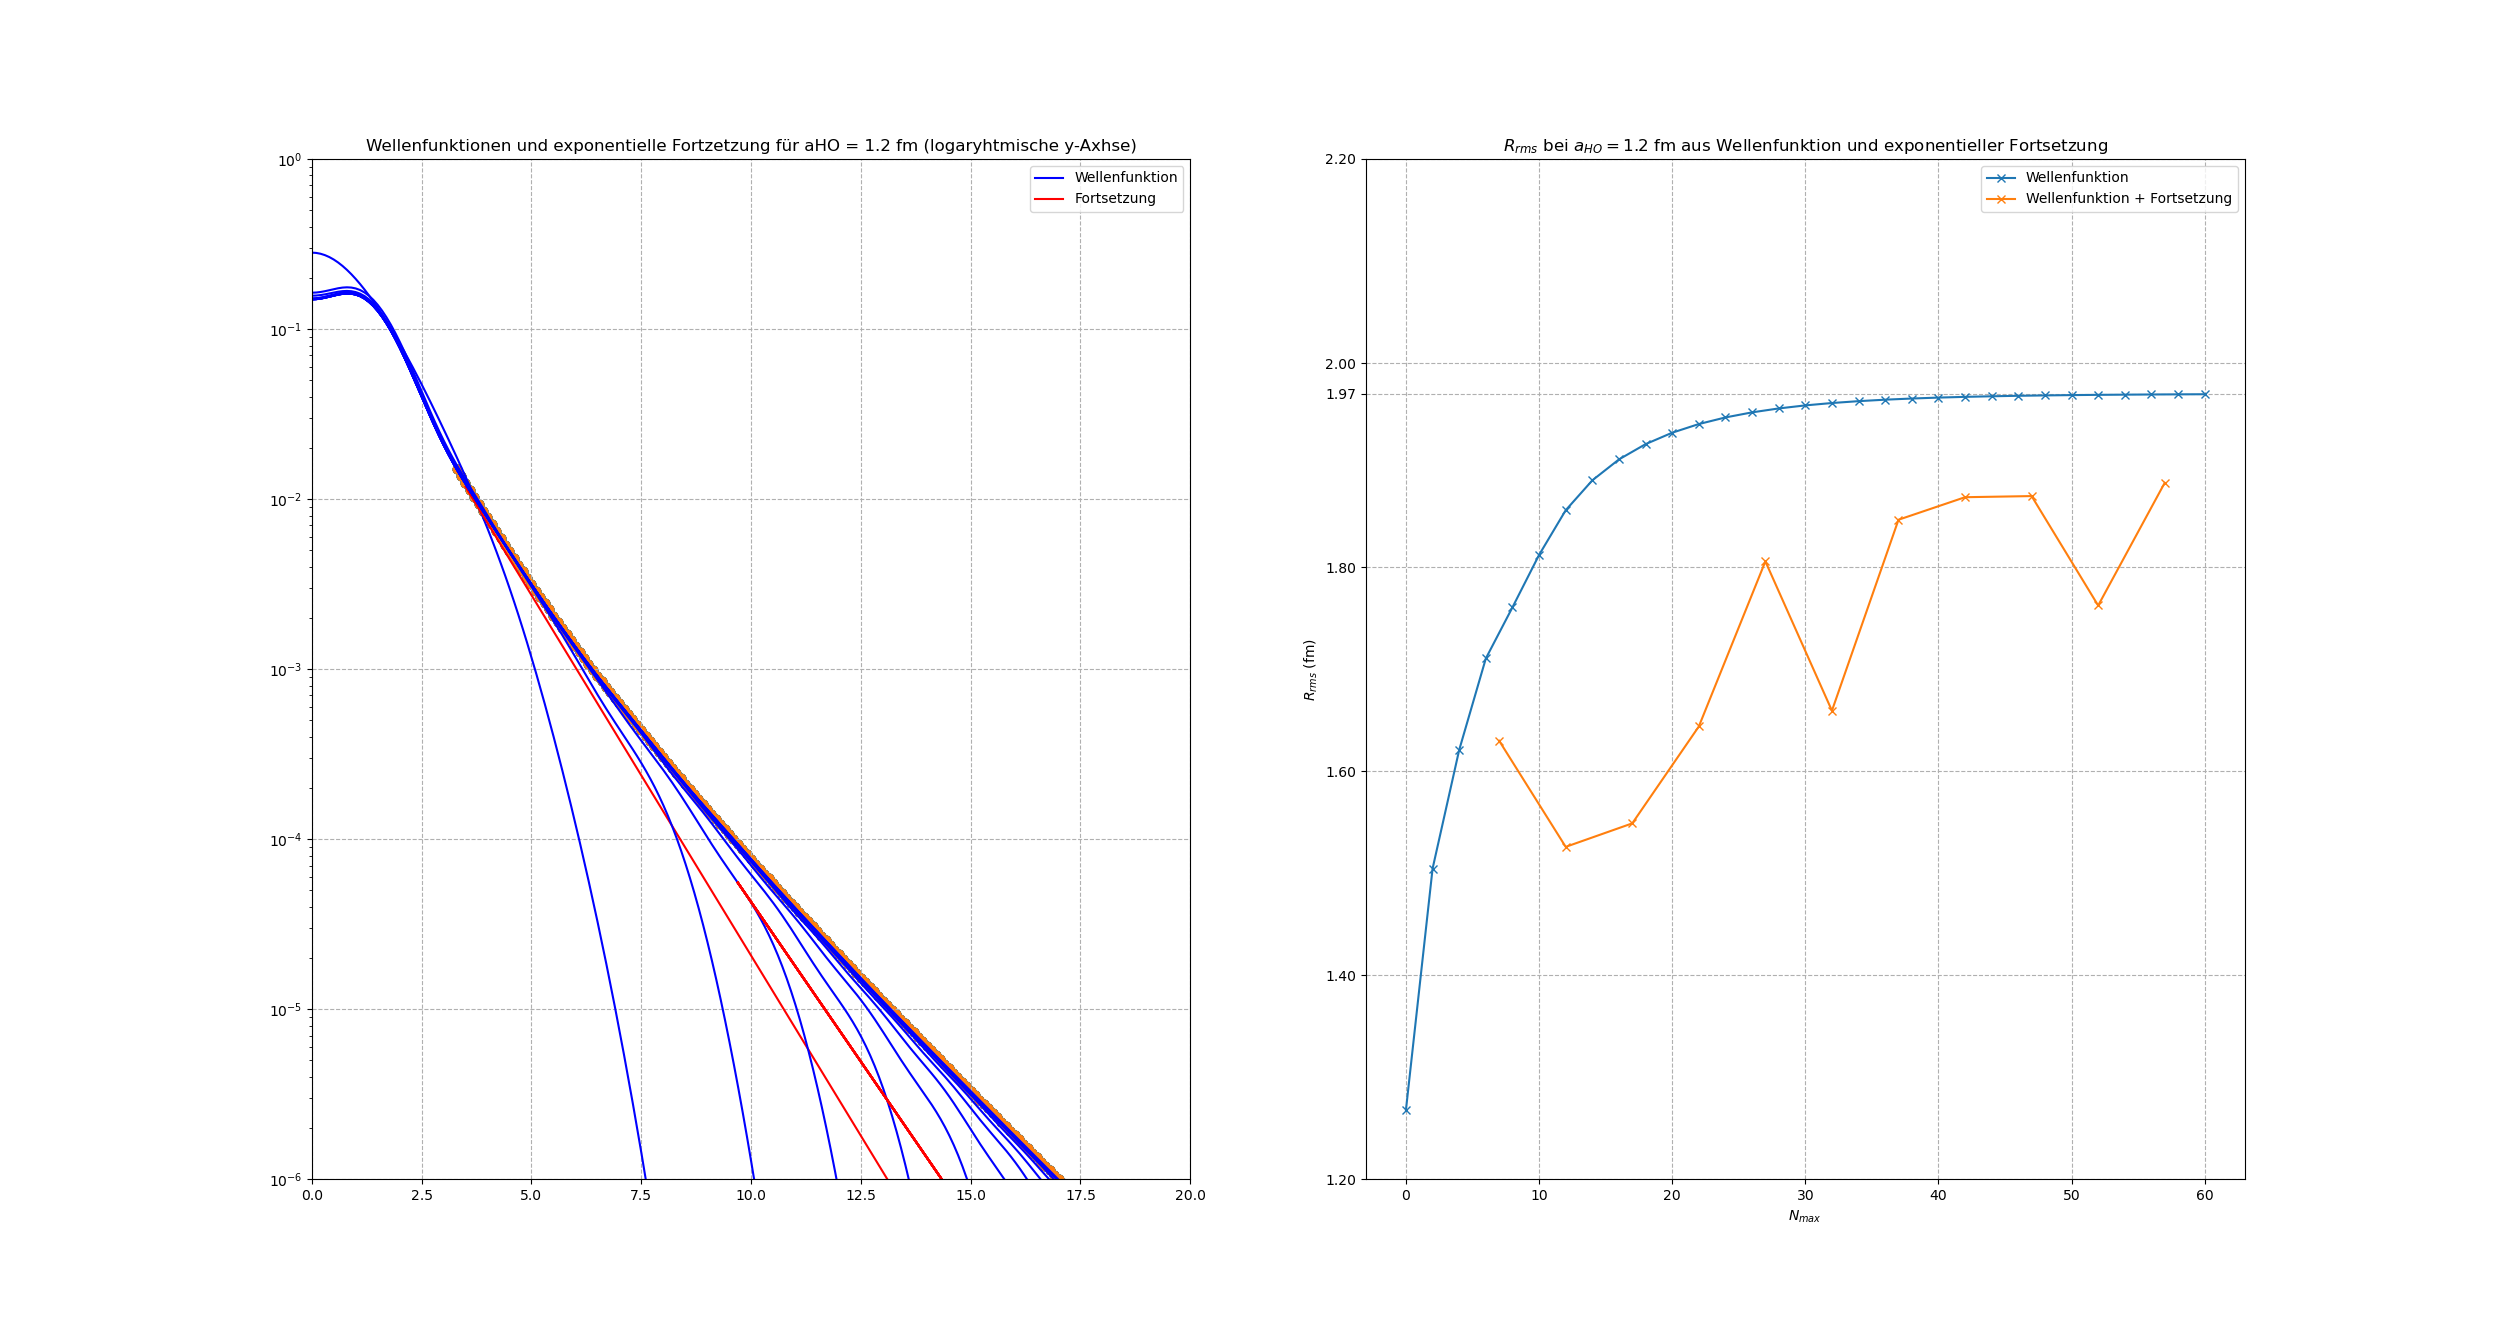 Wellenfunktionen und exponentielle Fortzetzung für aHO = 1.2 fm (logaryhtmische y-Axhse)
10⁰
10⁻¹
10⁻²
10⁻³
10⁻⁴
10⁻⁵
10⁻⁶
0.0 2.5 5.0 7.5 10.0 12.5 15.0 17.5 20.0
Wellenfunktion
Fortsetzung
R_rms bei a_HO = 1.2 fm aus Wellenfunktion und exponentieller Fortsetzung
2.20
2.00
1.97
1.80
1.60
1.40
1.20
R_rms (fm)
0 10 20 30 40 50 60
N_max
Wellenfunktion
Wellenfunktion + Fortsetzung